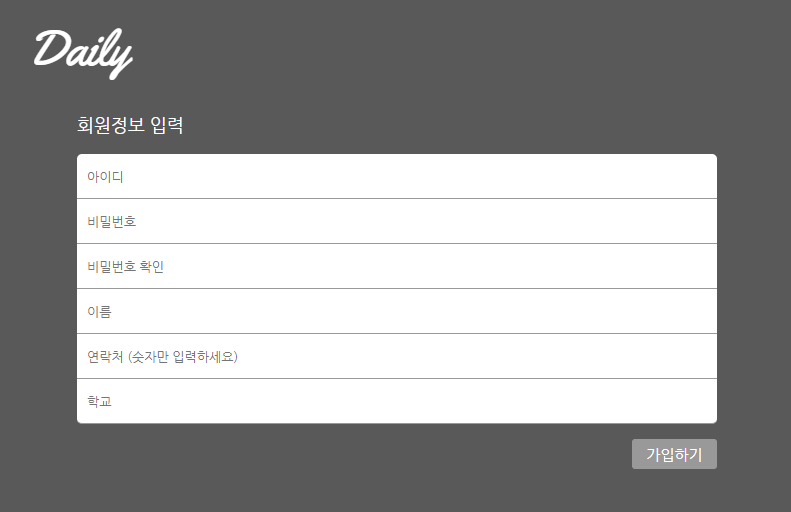 Daily
회원정보 입력
아이디
비밀번호
비밀번호 확인
이름
연락처 (숫자만 입력하세요)
학교
가입하기